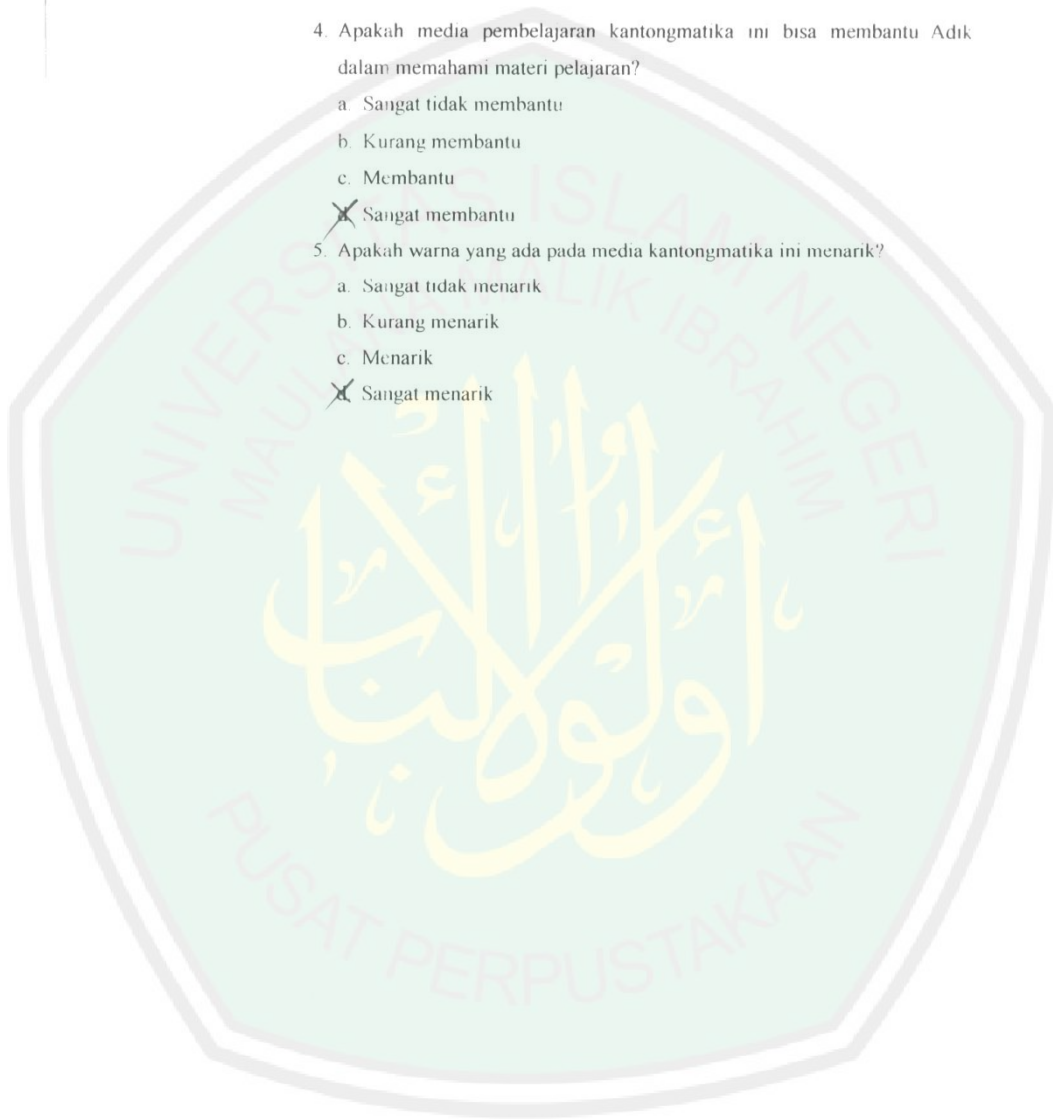 4. Apakah media pembelajaran kantongmatika ini bisa membantu Adik
dalam memahami materi pelajaran?
a. Sangat tidak membantu
b. Kurang membantu
c. Membantu
d. Sangat membantu
5. Apakah warna yang ada pada media kantongmatika ini menarik?
a. Sangat tidak menarik
b. Kurang menarik
c. Menarik
d. Sangat menarik
UNIVERSITAS ISLAM NEGERI
MAULANA MALIK IBRAHIM
أولوا الألباب
PUSAT PERPUSTAKAAN